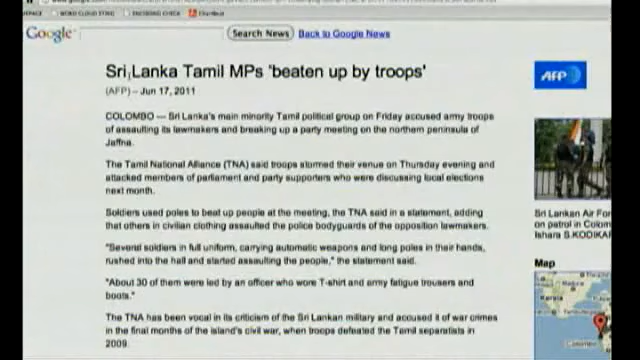 WORD CLOUD STING ENCODING CHECK
Google Search News Back to Google News
Sri Lanka Tamil MPs 'beaten up by troops'
(AFP) – Jun 17, 2011
AFP
COLOMBO — Sri Lanka's main minority Tamil political group on Friday accused army troops
of assaulting its lawmakers and breaking up a party meeting on the northern peninsula of
Jaffna.
The Tamil National Alliance (TNA) said troops stormed their venue on Thursday evening and
attacked members of parliament and party supporters who were discussing local elections
next month.
Soldiers used poles to beat up people at the meeting, the TNA said in a statement, adding
that others in civilian clothing assaulted the police bodyguards of the opposition lawmakers.
"Several soldiers in full uniform, carrying automatic weapons and long poles in their hands,
rushed into the hall and started assaulting the people," the statement said.
"About 30 of them were led by an officer who wore T-shirt and army fatigue trousers and
boots."
The TNA has been vocal in its criticism of the Sri Lankan military and accused it of war crimes
in the final months of the island's civil war, when troops defeated the Tamil separatists in
2009.
Sri Lankan Air For
on patrol in Colom
Ishara S.KODIKAR
Map
Kerala
Colombo